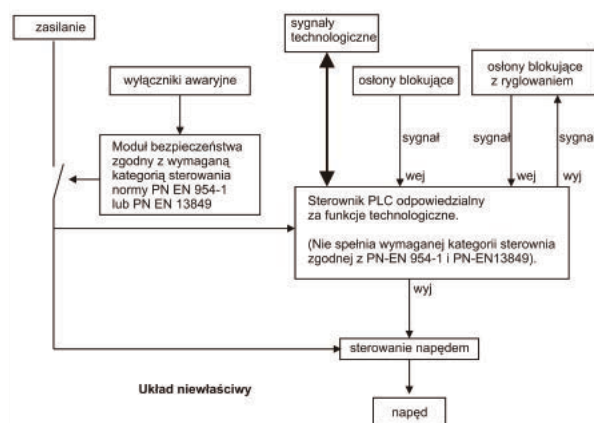 zasilanie
sygnały
technologiczne
wyłączniki awaryjne
osłony blokujące
osłony blokujące
z ryglowaniem
Moduł bezpieczeństwa
zgodny z wymaganą
kategorią sterowania
normy PN EN 954-1
lub PN EN 13849
sygnał
sygnał
sygna
wej
wej
wyj
Sterownik PLC odpowiedzialny
za funkcje technologiczne.
(Nie spełnia wymaganej kategorii sterownia
zgodnej z PN-EN 954-1 i PN-EN13849).
wyj
sterowanie napędem
Układ niewłaściwy
napęd